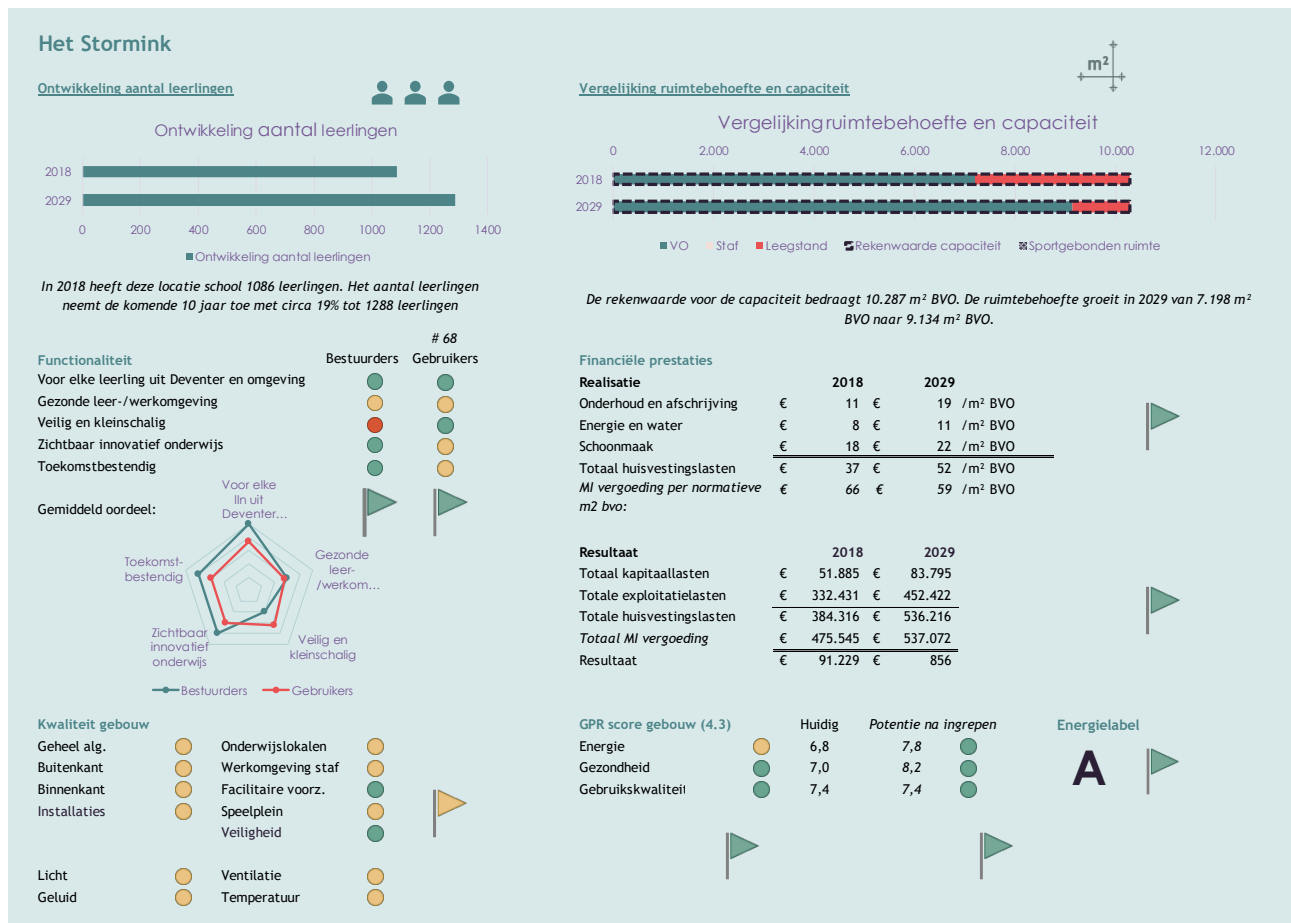 Het Stormink
Ontwikkeling aantal leerlingen
Ontwikkeling aantal leerlingen
2018
2029
0 200 400 600 800 1000 1200 1400
Ontwikkeling aantal leerlingen
In 2018 heeft deze locatie school 1086 leerlingen. Het aantal leerlingen
neemt de komende 10 jaar toe met circa 19% tot 1288 leerlingen
m²
Vergelijking ruimtebehoefte en capaciteit
Vergelijking ruimtebehoefte en capaciteit
0 2.000 4.000 6.000 8.000 10.000 12.000
2018
2029
VO Staf Leegstand Rekenwaarde capaciteit Sportgebonden ruimte
De rekenwaarde voor de capaciteit bedraagt 10.287 m² BVO. De ruimtebehoefte groeit in 2029 van 7.198 m²
BVO naar 9.134 m² BVO.
# 68
Functionaliteit Bestuurders Gebruikers
Voor elke leerling uit Deventer en omgeving
Gezonde leer-/werkomgeving
Veilig en kleinschalig
Zichtbaar innovatief onderwijs
Toekomstbestendig
Gemiddeld oordeel:
Voor elke
lln uit
Deventer...
Gezonde
leer-
/werkom...
Veilig en
kleinschalig
Zichtbaar
innovatief
onderwijs
Toekomst-
bestendig
Bestuurders Gebruikers
Financiële prestaties
Realisatie 2018 2029
Onderhoud en afschrijving € 11 € 19 /m² BVO
Energie en water € 8 € 11 /m² BVO
Schoonmaak € 18 € 22 /m² BVO
Totaal huisvestingslasten € 37 € 52 /m² BVO
MI vergoeding per normatieve € 66 € 59 /m² BVO
m2 bvo:
Resultaat 2018 2029
Totaal kapitaallasten € 51.885 € 83.795
Totale exploitatielasten € 332.431 € 452.422
Totale huisvestingslasten € 384.316 € 536.216
Totaal MI vergoeding € 475.545 € 537.072
Resultaat € 91.229 € 856
Kwaliteit gebouw
Geheel alg. Onderwijslokalen
Buitenkant Werkomgeving staf
Binnenkant Facilitaire voorz.
Installaties Speelplein
Veiligheid
Licht Ventilatie
Geluid Temperatuur
GPR score gebouw (4.3) Huidig Potentie na ingrepen Energielabel
Energie 6,8 7,8
Gezondheid 7,0 8,2
Gebruikskwaliteit 7,4 7,4
A